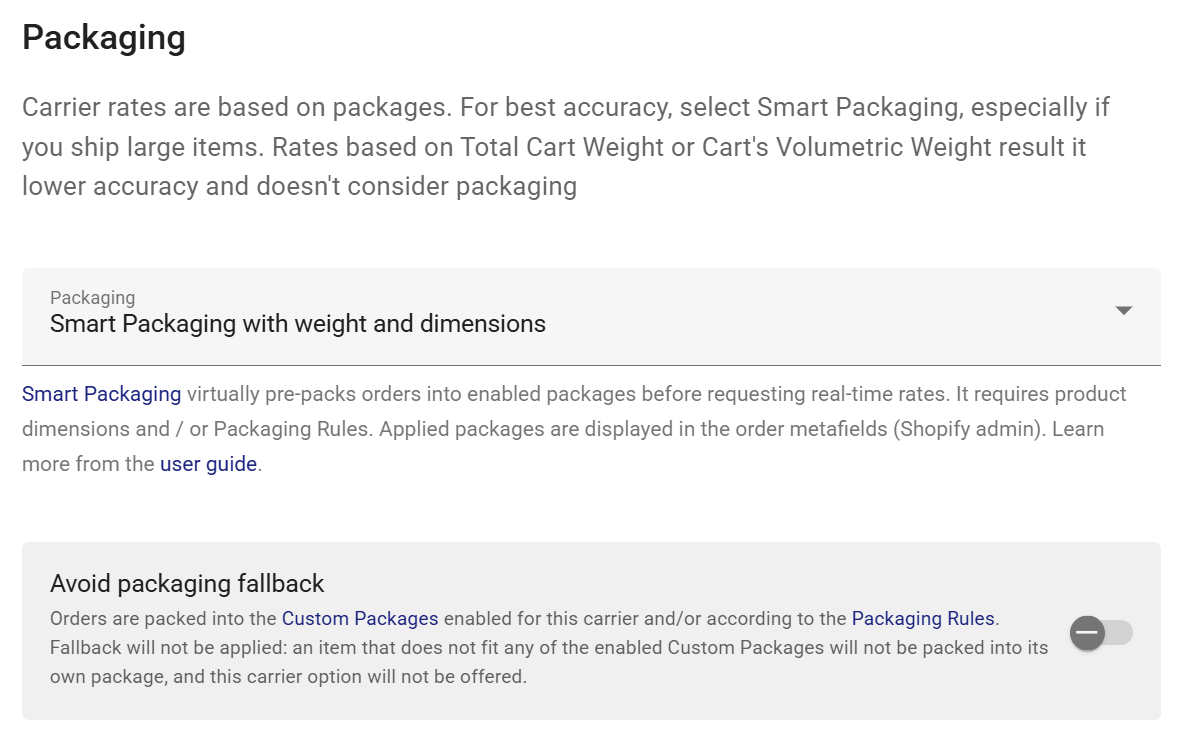 Packaging
Carrier rates are based on packages. For best accuracy, select Smart Packaging, especially if
you ship large items. Rates based on Total Cart Weight or Cart's Volumetric Weight result it
lower accuracy and doesn't consider packaging
Packaging
Smart Packaging with weight and dimensions
Smart Packaging virtually pre-packs orders into enabled packages before requesting real-time rates. It requires product
dimensions and / or Packaging Rules. Applied packages are displayed in the order metafields (Shopify admin). Learn
more from the user guide.
Avoid packaging fallback
Orders are packed into the Custom Packages enabled for this carrier and/or according to the Packaging Rules.
Fallback will not be applied: an item that does not fit any of the enabled Custom Packages will not be packed into its
own package, and this carrier option will not be offered.